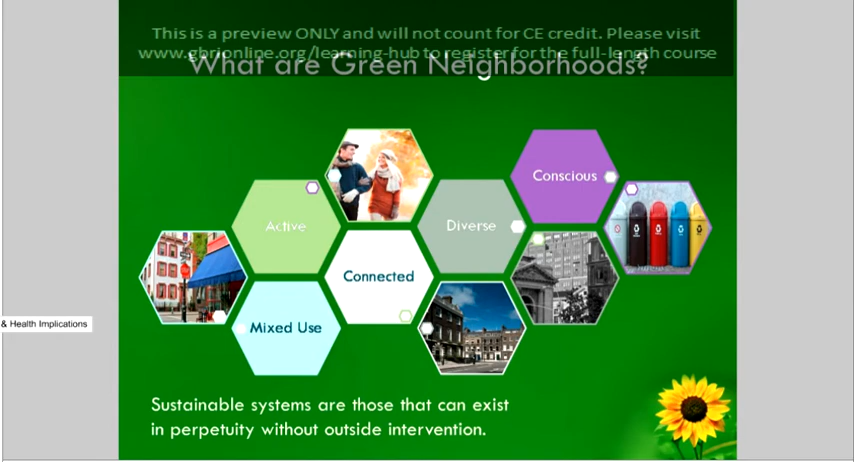 This is a preview ONLY and will not count for CE credit. Please visit
www.gbrionline.org/learning-hub to register for the full-length course
What are Green Neighborhoods?
Conscious
Active
Diverse
Connected
Mixed Use
& Health Implications
Sustainable systems are those that can exist
in perpetuity without outside intervention.